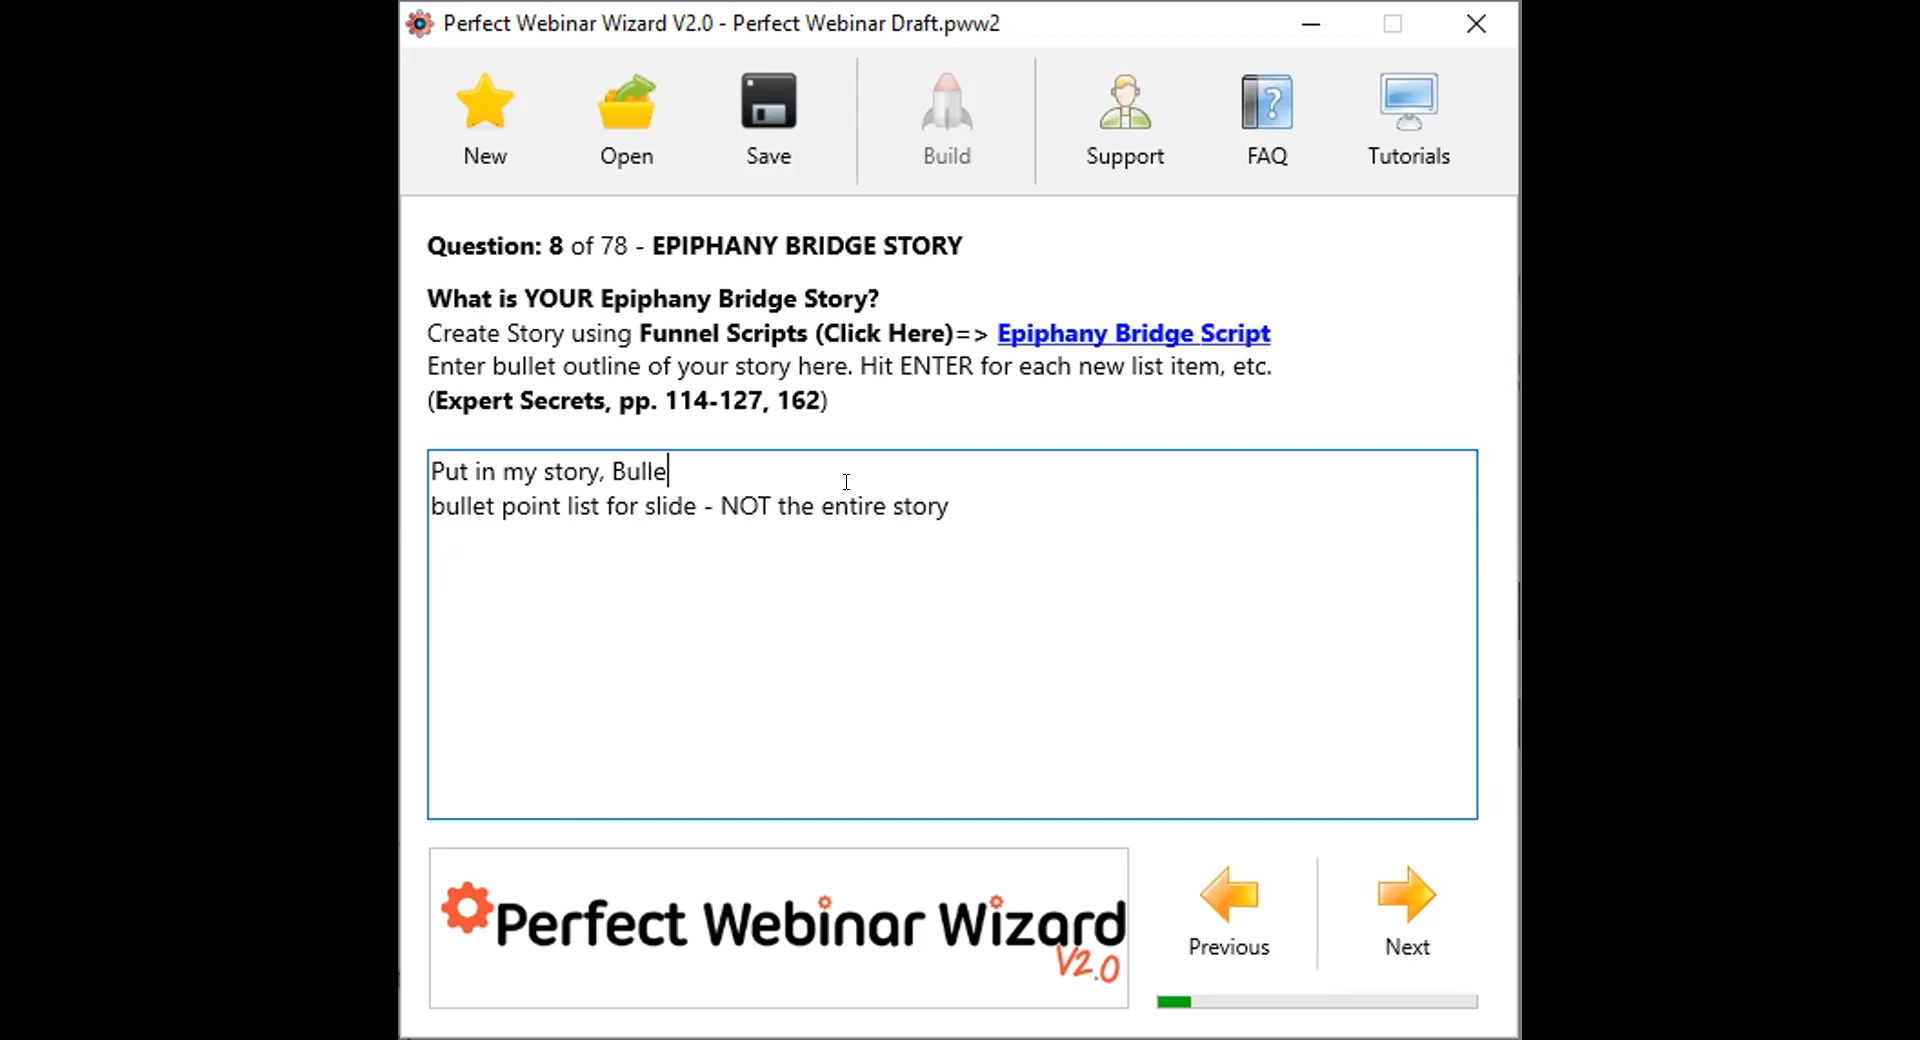 Perfect Webinar Wizard V2.0 - Perfect Webinar Draft.pww2
New Open Save Build Support FAQ Tutorials
Question: 8 of 78 - EPIPHANY BRIDGE STORY
What is YOUR Epiphany Bridge Story?
Create Story using Funnel Scripts (Click Here)=> Epiphany Bridge Script
Enter bullet outline of your story here. Hit ENTER for each new list item, etc.
(Expert Secrets, pp. 114-127, 162)
Put in my story, Bulle
bullet point list for slide - NOT the entire story
Perfect Webinar Wizard
V2.0
Previous Next